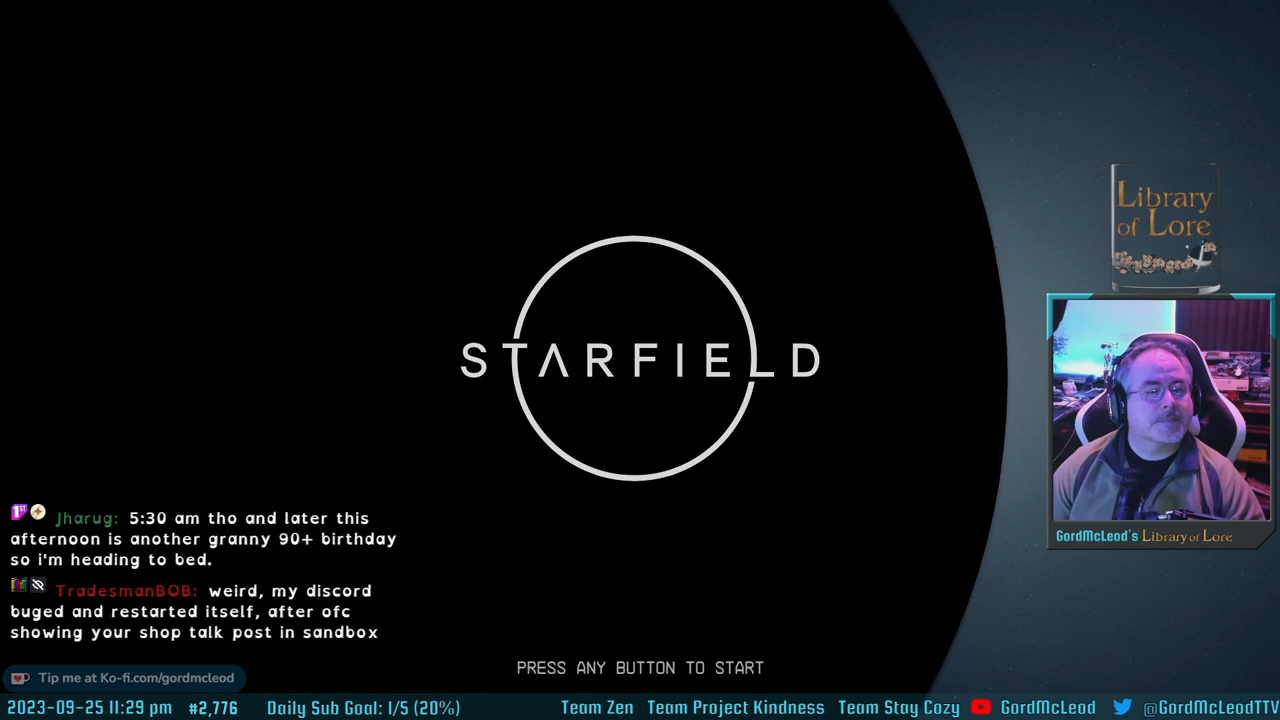 Library
of Lore
STARFIELD
Jharug: 5:30 am tho and later this
afternoon is another granny 90+ birthday
so i'm heading to bed.
TradesmanBOB: weird, my discord
buged and restarted itself, after ofc
showing your shop talk post in sandbox
GordMcLeod's Library of Lore
PRESS ANY BUTTON TO START
Tip me at Ko-fi.com/gordmcleod
2023-09-25 11:29 pm #2,776 Daily Sub Goal: 1/5 (20%) Team Zen Team Project Kindness Team Stay Cozy GordMcLeod @GordMcLeodTTV